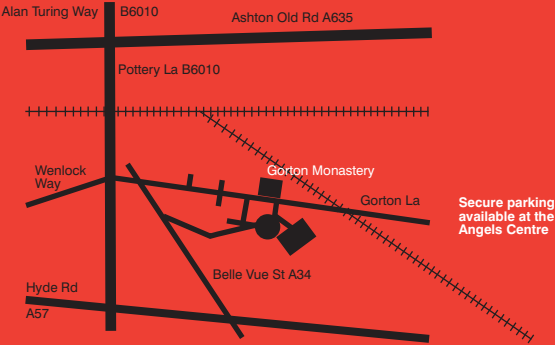 Alan Turing Way
B6010
Ashton Old Rd A635
Pottery La B6010
Wenlock
Way
Gorton Monastery
Gorton La
Secure parking
available at the
Angels Centre
Belle Vue St A34
Hyde Rd
A57